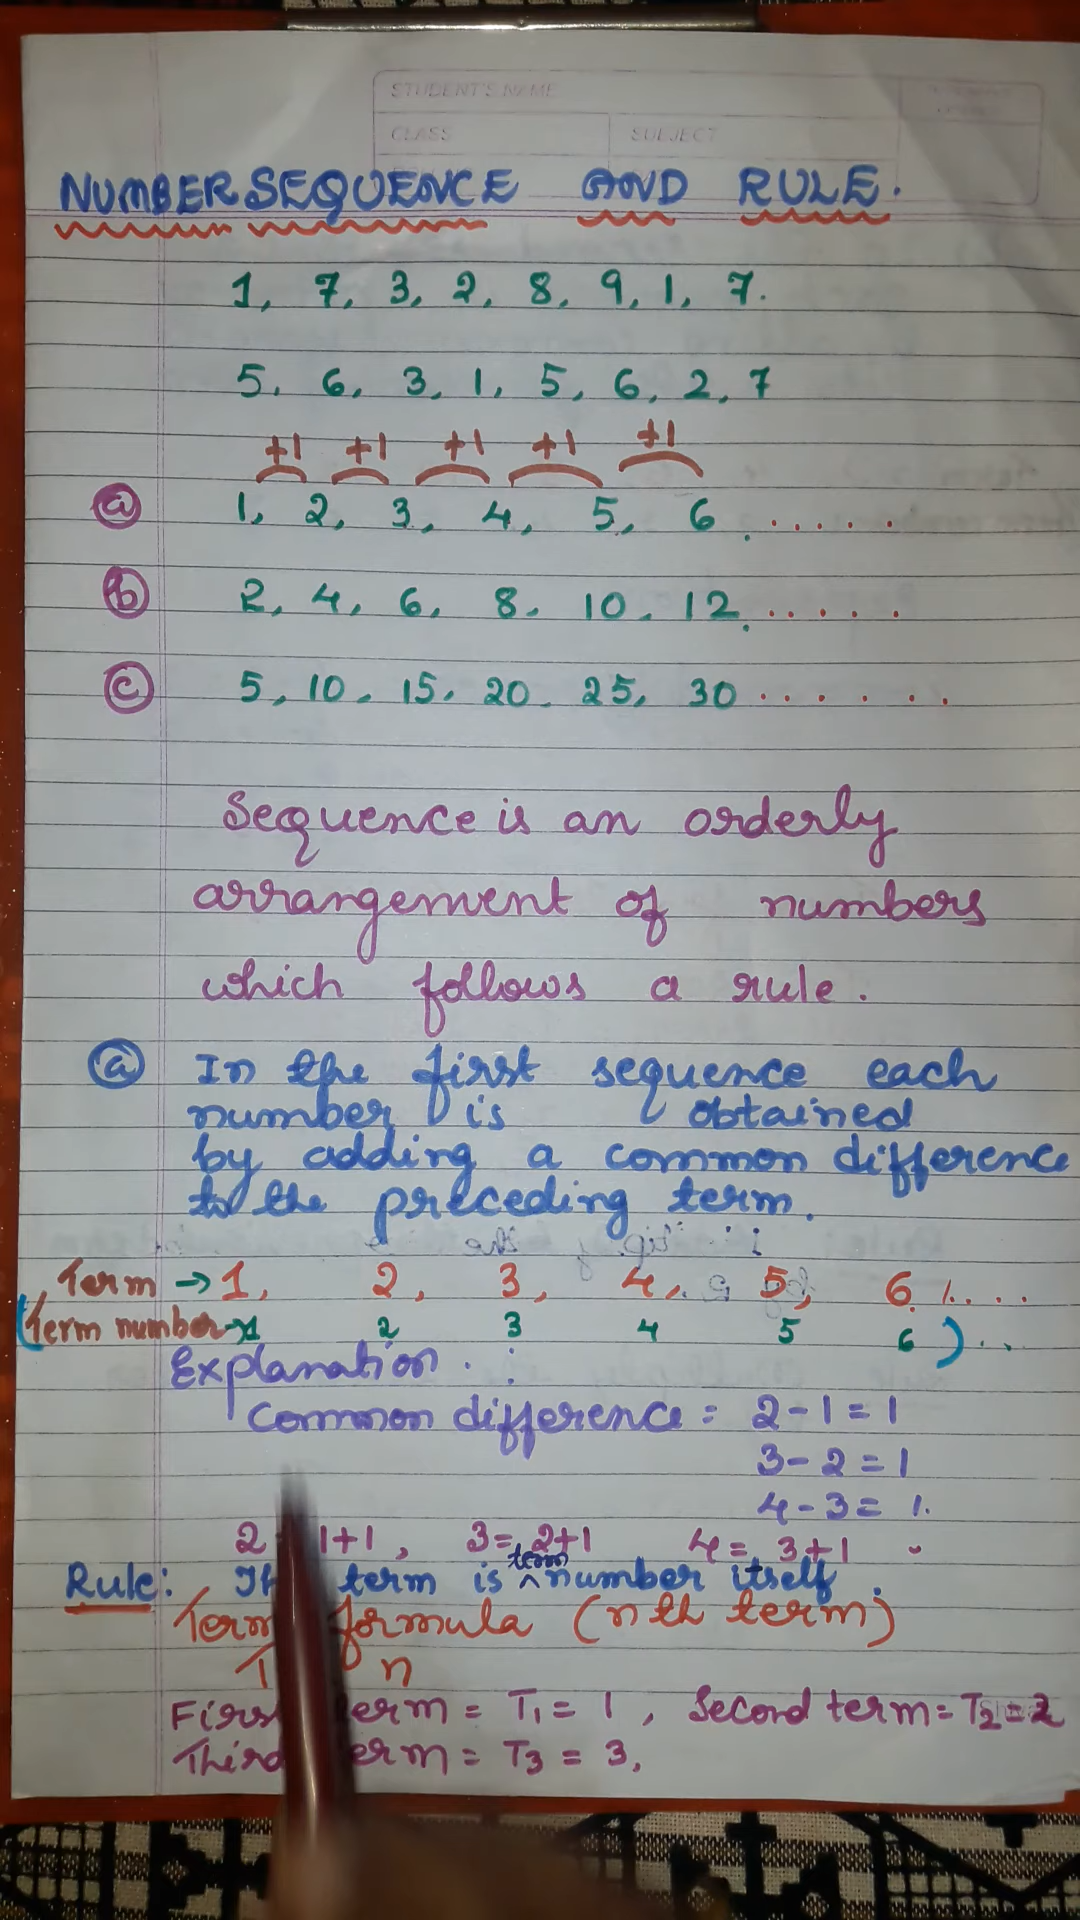 STUDENT'S NAME
CLASS SUBJECT
NUMBER SEQUENCE AND RULE.
1, 7, 3, 2, 8, 9, 1, 7.
5, 6, 3, 1, 5, 6, 2, 7
+1 +1 +1 +1 +1
a 1, 2, 3, 4, 5, 6 . . . . . .
b 2, 4, 6, 8, 10, 12, . . . . .
c 5, 10, 15, 20, 25, 30 . . . . . .
Sequence is an orderly
arrangement of numbers
which follows a rule.
a In the first sequence each
number is obtained
by adding a common difference
to the preceding term.
Term → 1, 2, 3, 4, 5, 6, . . . .
(Term number → 1 2 3 4 5 6 ) . . .
Explanation :
Common difference = 2 - 1 = 1
3 - 2 = 1
4 - 3 = 1.
2 1+1, 3 = 2+1 4 = 3+1
Rule: term is term number itself.
Term formula (nth term)
T n
First term = T1 = 1, Second term = T2 = 2
Third term = T3 = 3,